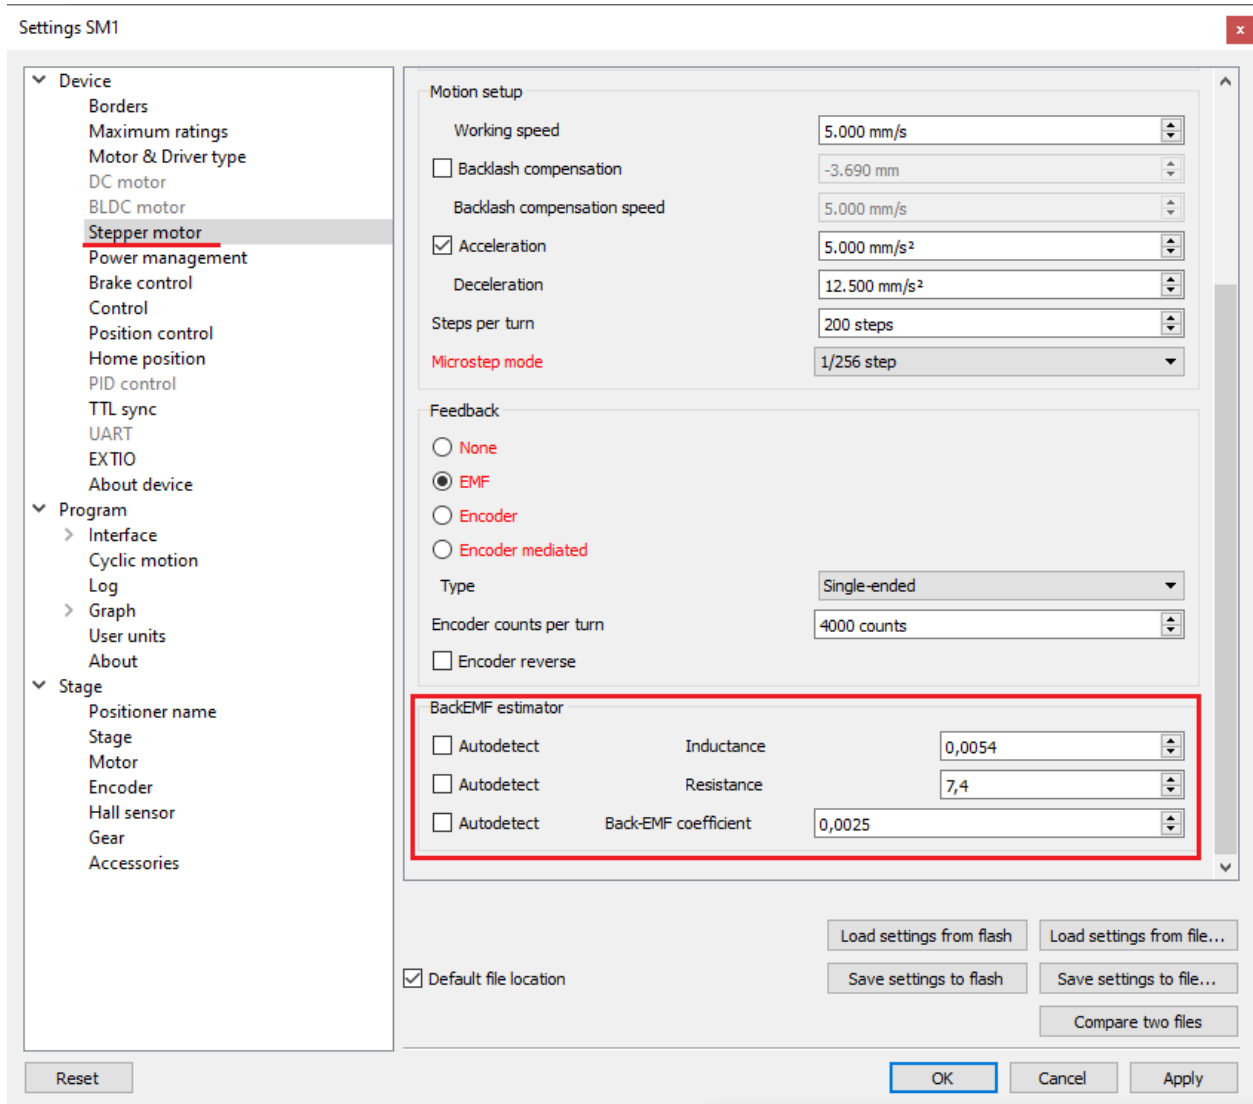 Settings SM1
x
Device
Borders
Maximum ratings
Motor & Driver type
DC motor
BLDC motor
Stepper motor
Power management
Brake control
Control
Position control
Home position
PID control
TTL sync
UART
EXTIO
About device
Program
Interface
Cyclic motion
Log
Graph
User units
About
Stage
Positioner name
Stage
Motor
Encoder
Hall sensor
Gear
Accessories
Motion setup
Working speed 5.000 mm/s
Backlash compensation -3.690 mm
Backlash compensation speed 5.000 mm/s
Acceleration 5.000 mm/s²
Deceleration 12.500 mm/s²
Steps per turn 200 steps
Microstep mode 1/256 step
Feedback
None
EMF
Encoder
Encoder mediated
Type Single-ended
Encoder counts per turn 4000 counts
Encoder reverse
BackEMF estimator
Autodetect Inductance 0,0054
Autodetect Resistance 7,4
Autodetect Back-EMF coefficient 0,0025
Load settings from flash Load settings from file...
Default file location Save settings to flash Save settings to file...
Compare two files
Reset OK Cancel Apply